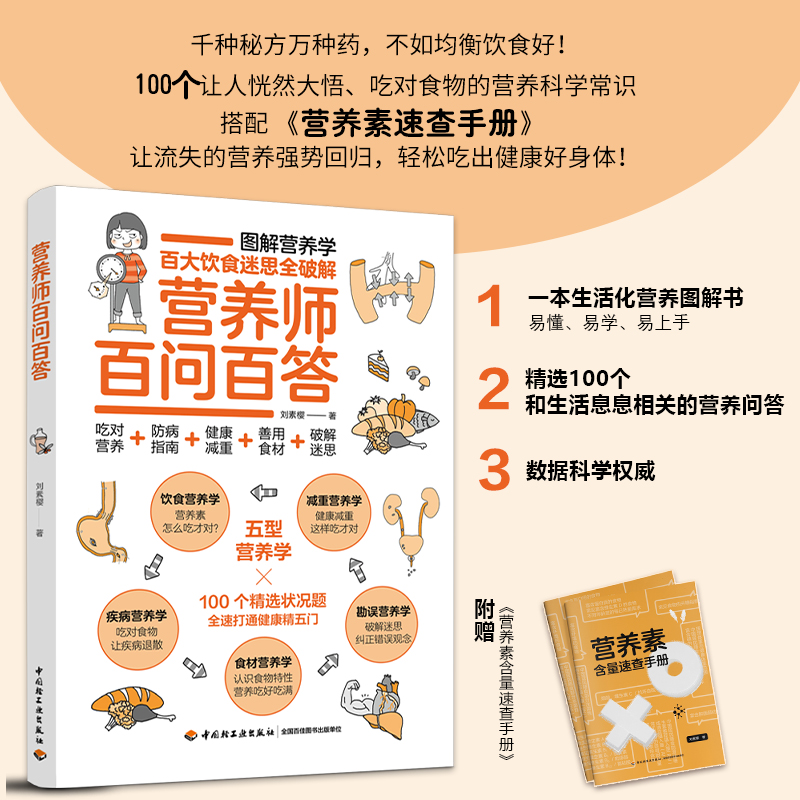 千种秘方万种药，不如均衡饮食好！
100个让人恍然大悟、吃对食物的营养科学常识
搭配《营养素速查手册》
让流失的营养强势回归，轻松吃出健康好身体！
营养师百问百答
刘素樱 著
中国轻工业出版社
图解营养学
百大饮食迷思全破解
营养师
百问百答
刘素樱 著
吃对营养+防病指南+健康减重+善用食材+破解迷思
饮食营养学
营养素
怎么吃才对？
减重营养学
健康减重
这样吃才对
五型
营养学
×
100个精选状况题
全速打通健康精五门
疾病营养学
吃对食物
让疾病退散
勘误营养学
破解迷思
纠正错误观念
食材营养学
认识食物特性
营养吃好吃满
中国轻工业出版社 全国百佳图书出版单位
1 一本生活化营养图解书
易懂、易学、易上手
2 精选100个
和生活息息相关的营养问答
3 数据科学权威
附赠
《营养素含量速查手册》
营养素
含量速查手册